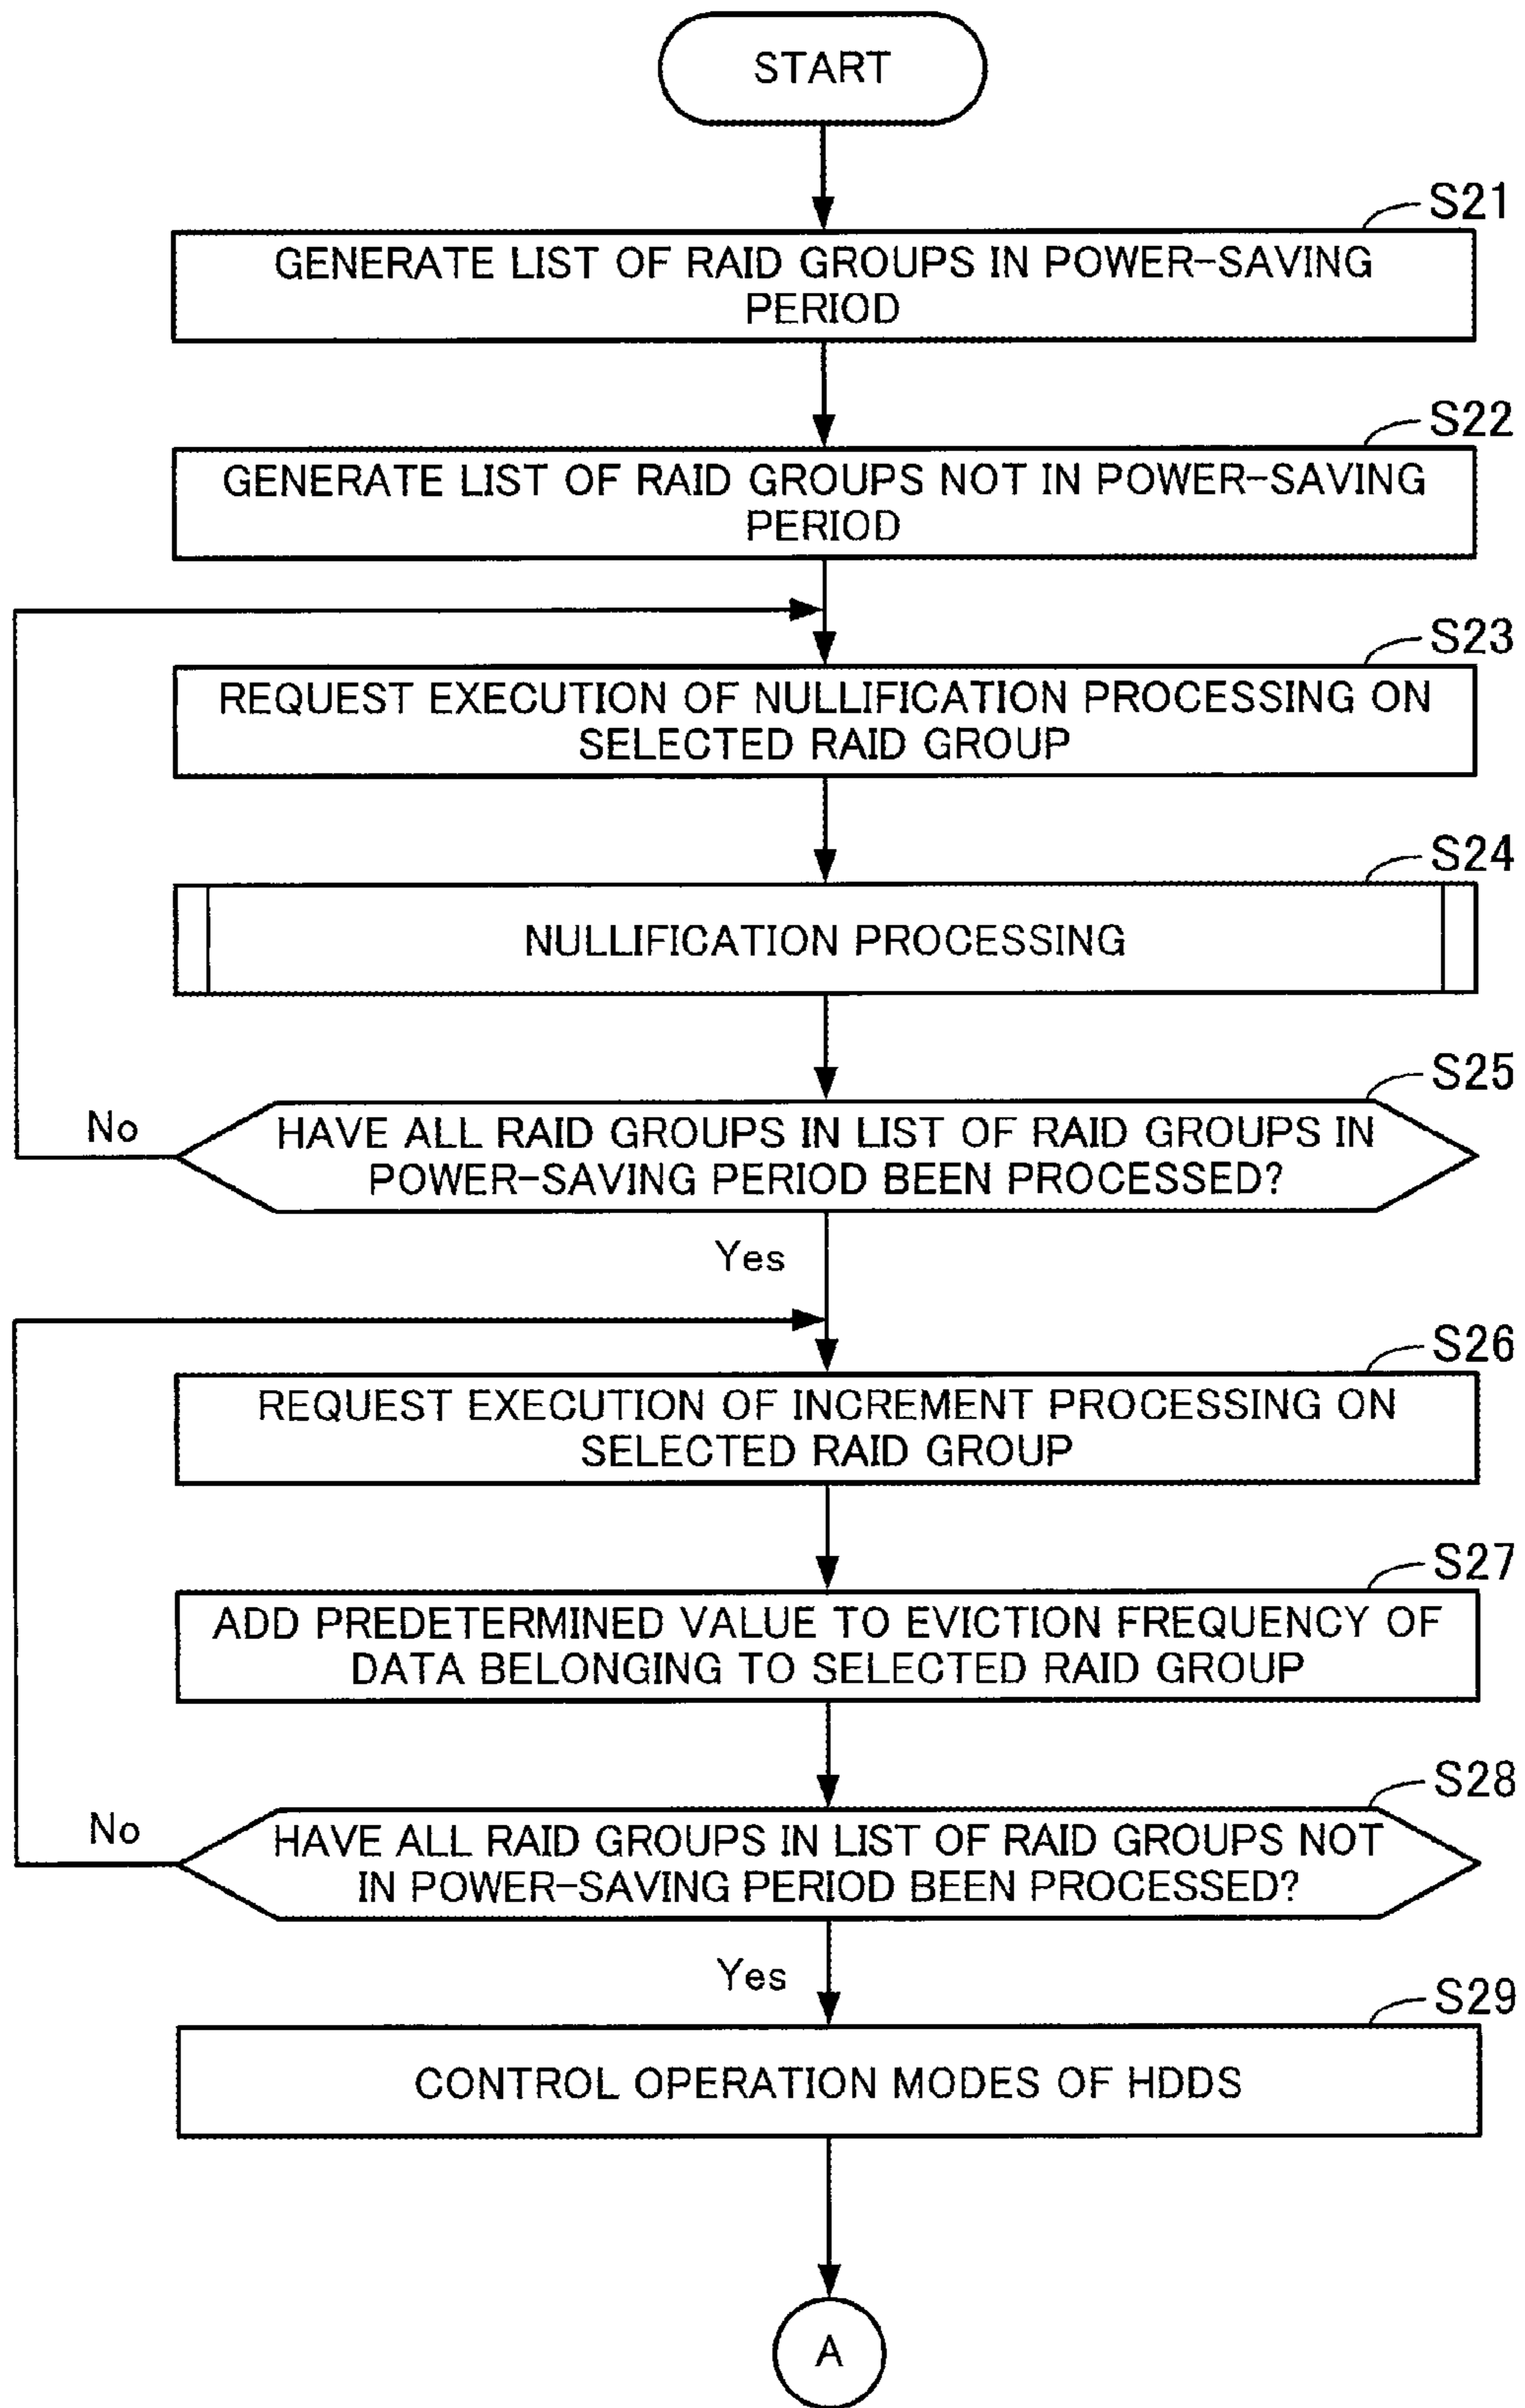 START
S21
GENERATE LIST OF RAID GROUPS IN POWER-SAVING
PERIOD
S22
GENERATE LIST OF RAID GROUPS NOT IN POWER-SAVING
PERIOD
S23
REQUEST EXECUTION OF NULLIFICATION PROCESSING ON
SELECTED RAID GROUP
S24
NULLIFICATION PROCESSING
S25
No
HAVE ALL RAID GROUPS IN LIST OF RAID GROUPS IN
POWER-SAVING PERIOD BEEN PROCESSED?
Yes
S26
REQUEST EXECUTION OF INCREMENT PROCESSING ON
SELECTED RAID GROUP
S27
ADD PREDETERMINED VALUE TO EVICTION FREQUENCY OF
DATA BELONGING TO SELECTED RAID GROUP
S28
No
HAVE ALL RAID GROUPS IN LIST OF RAID GROUPS NOT
IN POWER-SAVING PERIOD BEEN PROCESSED?
Yes
S29
CONTROL OPERATION MODES OF HDDS
A